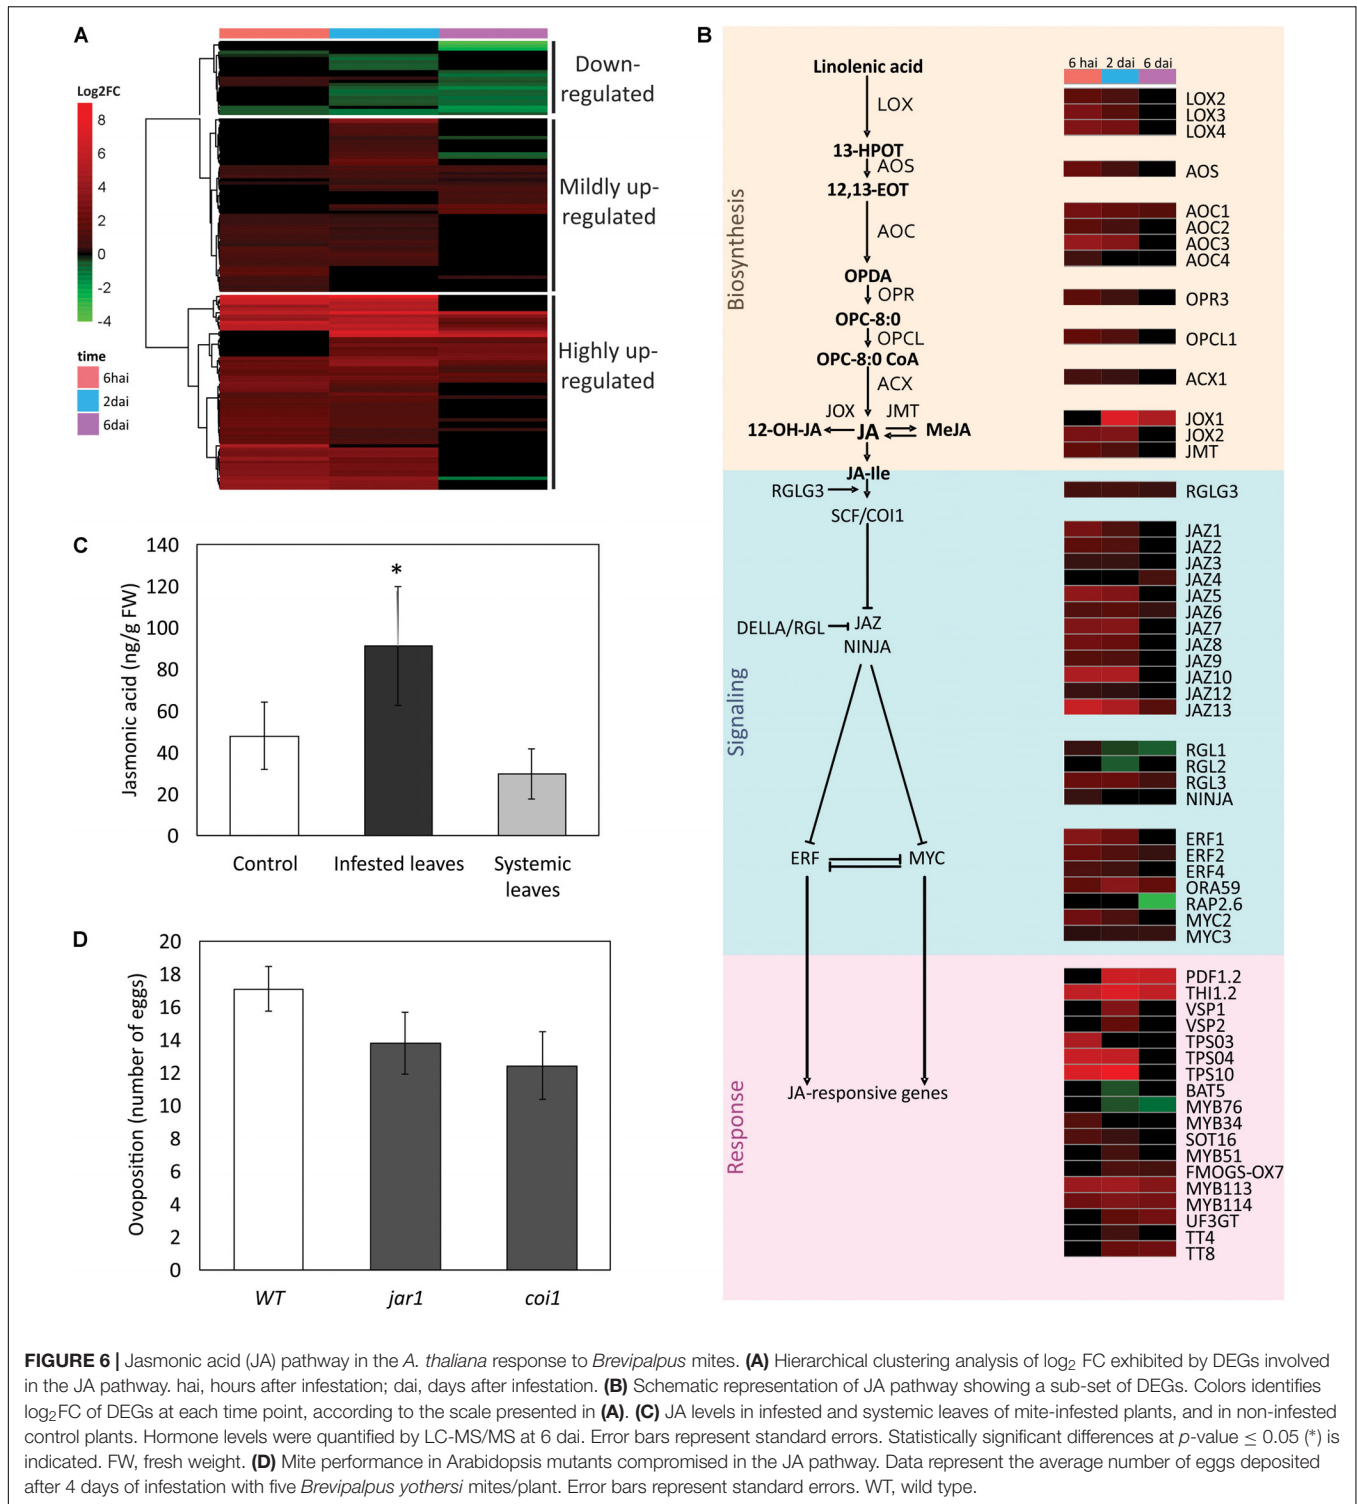 A
Log2FC
8
6
4
2
0
-2
-4
time
6hai
2dai
6dai
Down-
regulated
Mildly up-
regulated
Highly up-
regulated
B
Biosynthesis
Linolenic acid
LOX
13-HPOT
AOS
12,13-EOT
AOC
OPDA
OPR
OPC-8:0
OPCL
OPC-8:0 CoA
ACX
JOX JMT
12-OH-JA JA MeJA
JA-Ile
Signaling
RGLG3
SCF/COI1
DELLA/RGL JAZ
NINJA
ERF MYC
Response
JA-responsive genes
6 hai 2 dai 6 dai
LOX2
LOX3
LOX4
AOS
AOC1
AOC2
AOC3
AOC4
OPR3
OPCL1
ACX1
JOX1
JOX2
JMT
RGLG3
JAZ1
JAZ2
JAZ3
JAZ4
JAZ5
JAZ6
JAZ7
JAZ8
JAZ9
JAZ10
JAZ12
JAZ13
RGL1
RGL2
RGL3
NINJA
ERF1
ERF2
ERF4
ORA59
RAP2.6
MYC2
MYC3
PDF1.2
THI1.2
VSP1
VSP2
TPS03
TPS04
TPS10
BAT5
MYB76
MYB34
SOT16
MYB51
FMOGS-OX7
MYB113
MYB114
UF3GT
TT4
TT8
C
Jasmonic acid (ng/g FW)
140
120
100
80
60
40
20
0
*
Control Infested leaves Systemic
leaves
D
Ovoposition (number of eggs)
20
18
16
14
12
10
8
6
4
2
0
WT jar1 coi1
FIGURE 6 | Jasmonic acid (JA) pathway in the A. thaliana response to Brevipalpus mites. (A) Hierarchical clustering analysis of log2 FC exhibited by DEGs involved
in the JA pathway. hai, hours after infestation; dai, days after infestation. (B) Schematic representation of JA pathway showing a sub-set of DEGs. Colors identifies
log2FC of DEGs at each time point, according to the scale presented in (A). (C) JA levels in infested and systemic leaves of mite-infested plants, and in non-infested
control plants. Hormone levels were quantified by LC-MS/MS at 6 dai. Error bars represent standard errors. Statistically significant differences at p-value ≤ 0.05 (*) is
indicated. FW, fresh weight. (D) Mite performance in Arabidopsis mutants compromised in the JA pathway. Data represent the average number of eggs deposited
after 4 days of infestation with five Brevipalpus yothersi mites/plant. Error bars represent standard errors. WT, wild type.